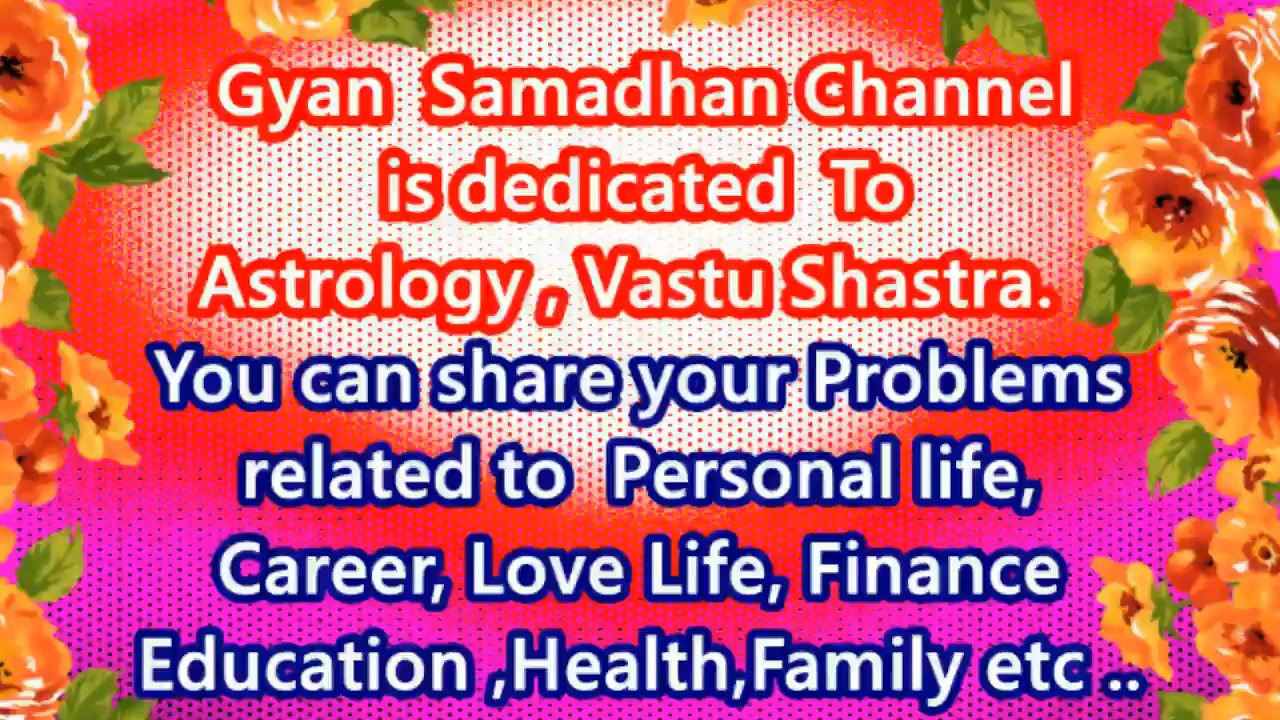 Gyan Samadhan Channel
is dedicated To
Astrology , Vastu Shastra.
You can share your Problems
related to Personal life,
Career, Love Life, Finance
Education ,Health,Family etc ..